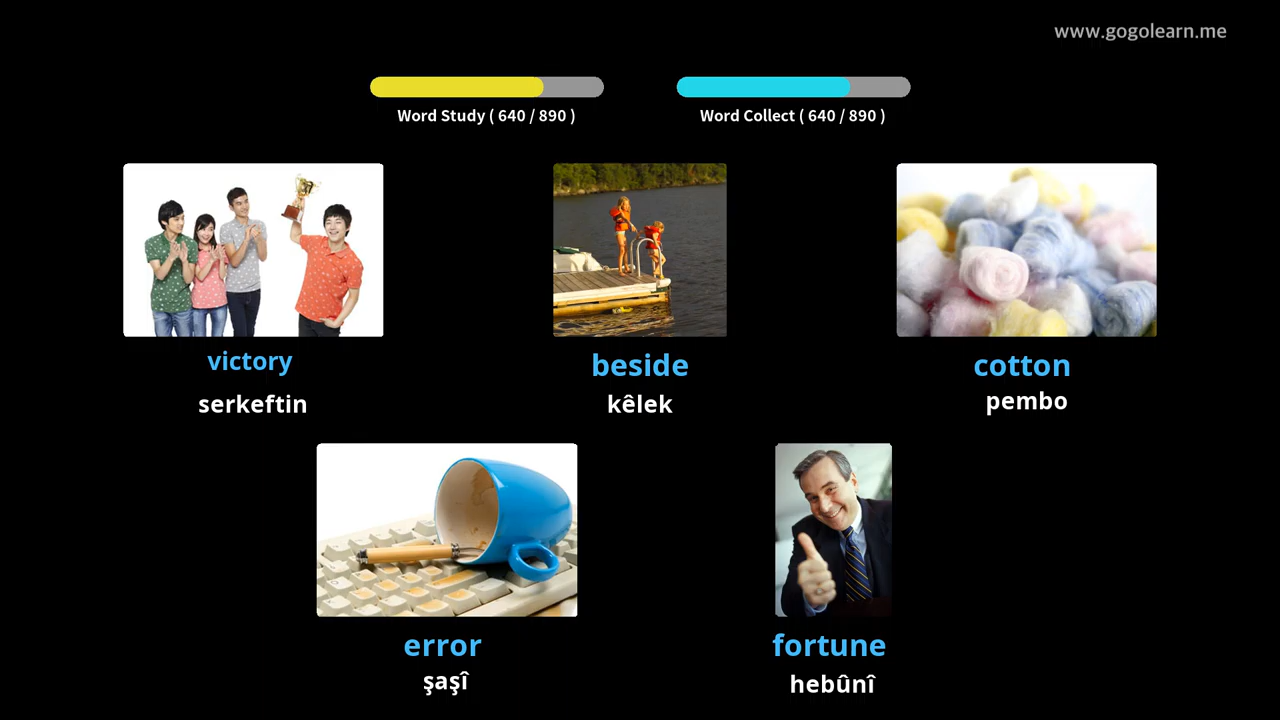 www.gogolearn.me
Word Study ( 640 / 890 )
Word Collect ( 640 / 890 )
victory
serkeftin
beside
kêlek
cotton
pembo
error
şaşî
fortune
hebûnî